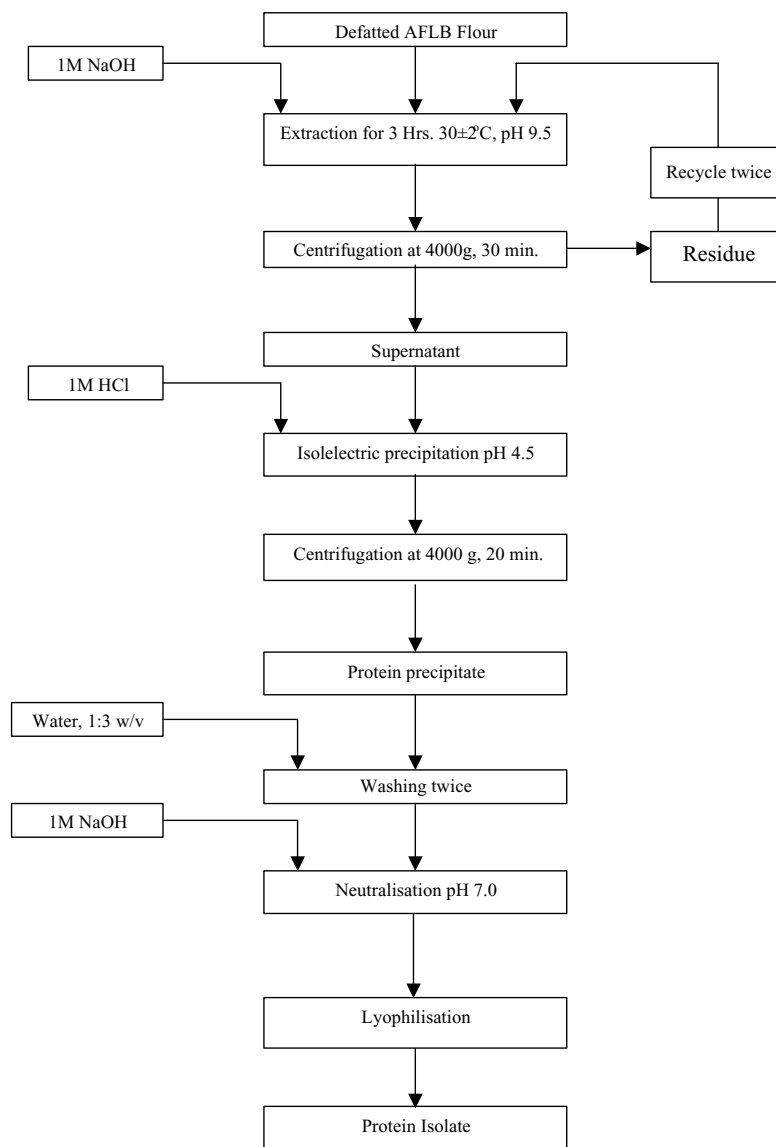 Defatted AFLB Flour
1M NaOH
Extraction for 3 Hrs. 30±2°C, pH 9.5
Recycle twice
Centrifugation at 4000g, 30 min.
Residue
Supernatant
1M HCl
Isolelectric precipitation pH 4.5
Centrifugation at 4000 g, 20 min.
Protein precipitate
Water, 1:3 w/v
Washing twice
1M NaOH
Neutralisation pH 7.0
Lyophilisation
Protein Isolate